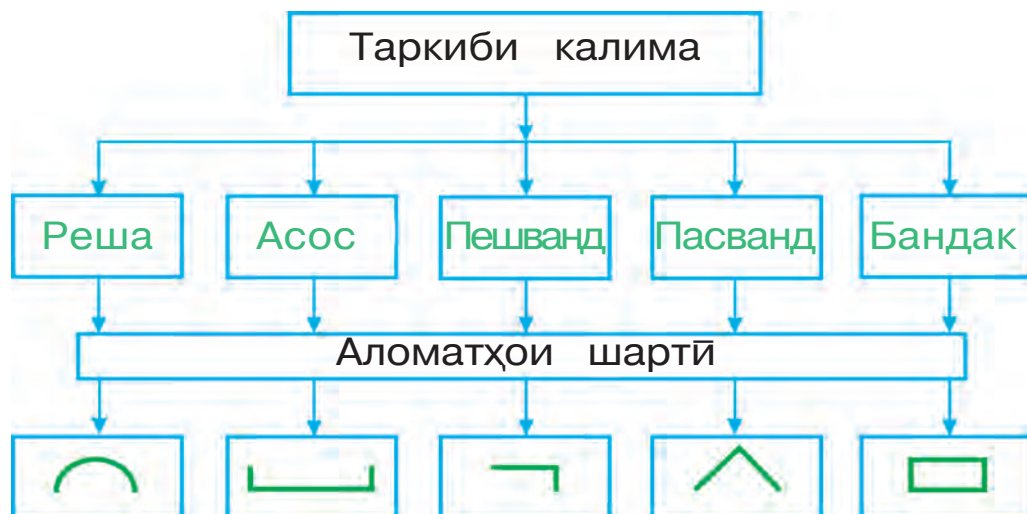 Таркиби калима
Реша Асос Пешванд Пасванд Бандак
Аломатҳои шартӣ